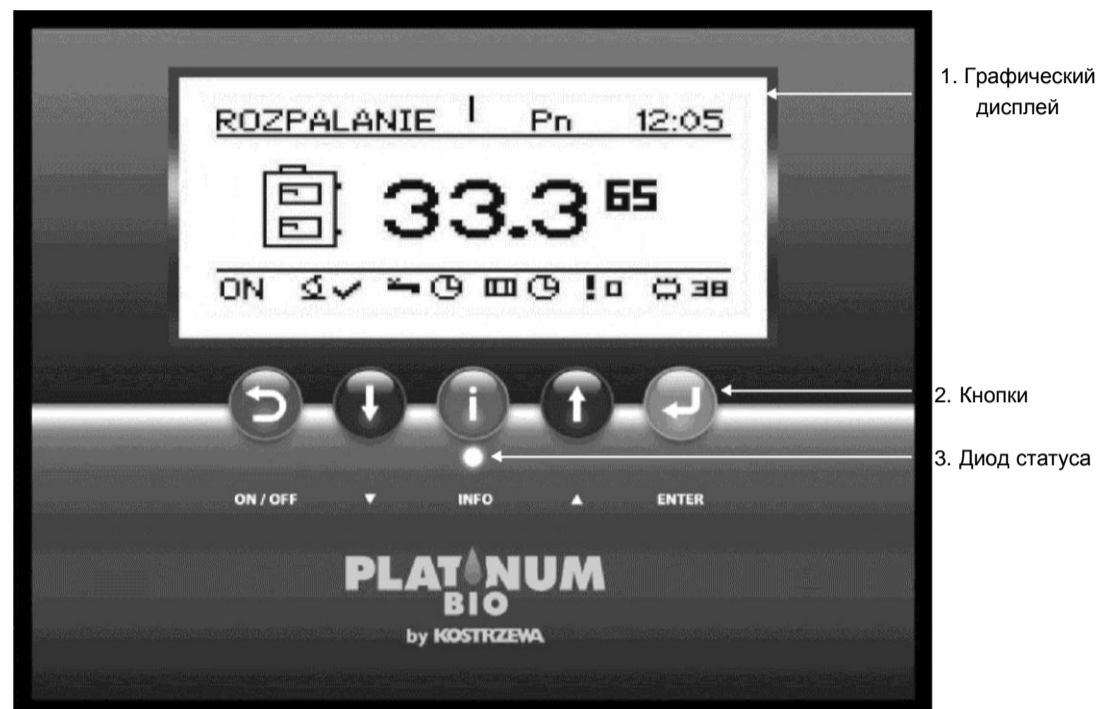 1. Графический
дисплей
ROZPALANIE Pn 12:05
33.3 65
ON ! 0 38
2. Кнопки
i
3. Диод статуса
ON / OFF ▼ INFO ▲ ENTER
PLATINUM
BIO
by KOSTRZEWA